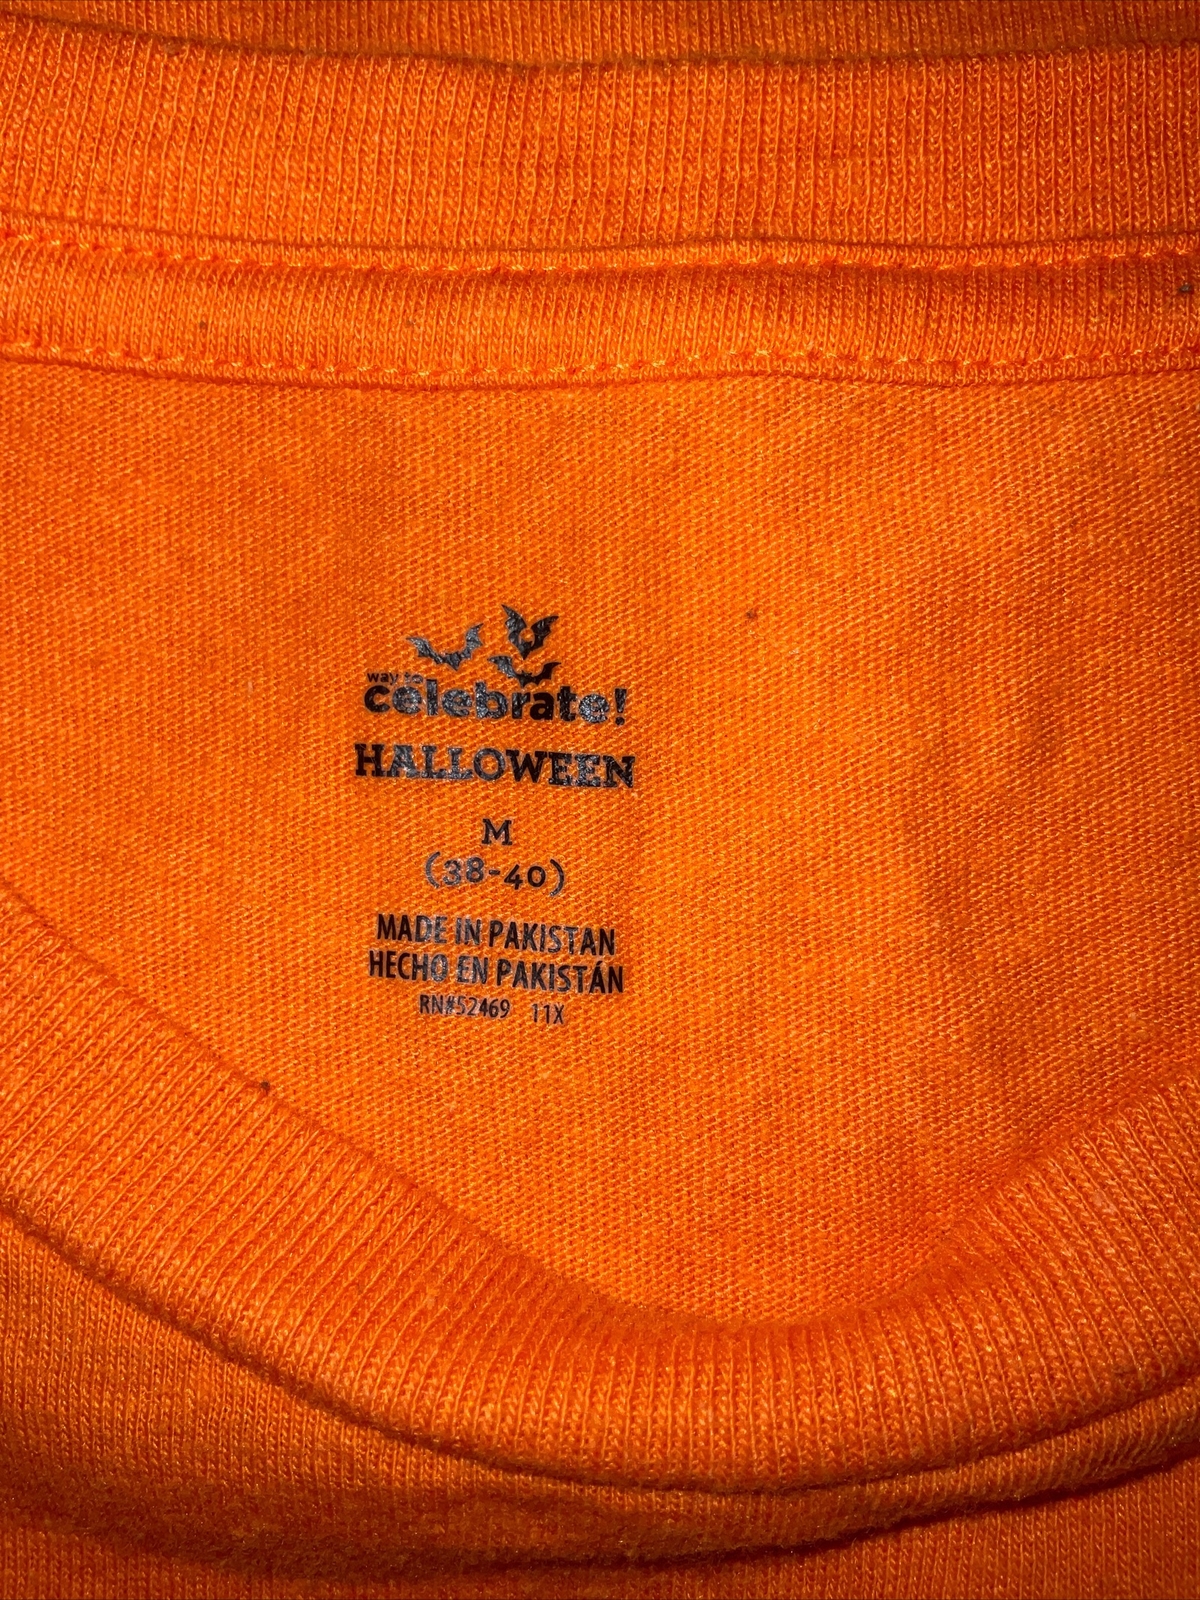 way to
celebrate!
HALLOWEEN
M
(38-40)
MADE IN PAKISTAN
HECHO EN PAKISTÁN
RN#52469 11X